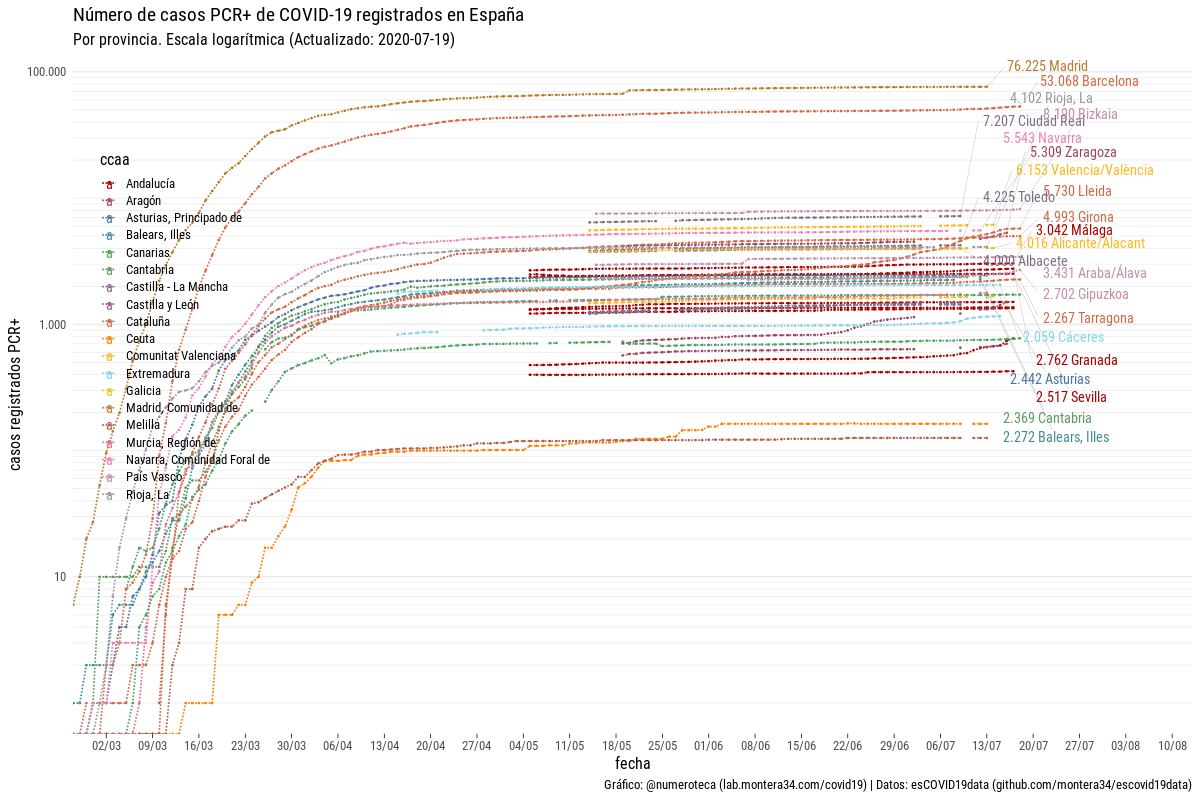 Número de casos PCR+ de COVID-19 registrados en España
Por provincia. Escala logarítmica (Actualizado: 2020-07-19)
100.000
1.000
10
casos registrados PCR+
ccaa
Andalucía
Aragón
Asturias, Principado de
Balears, Illes
Canarias
Cantabria
Castilla - La Mancha
Castilla y León
Cataluña
Ceuta
Comunitat Valenciana
Extremadura
Galicia
Madrid, Comunidad de
Melilla
Murcia, Región de
Navarra, Comunidad Foral de
País Vasco
Rioja, La
76.225 Madrid
53.068 Barcelona
4.102 Rioja, La
8.190 Bizkaia
7.207 Ciudad Real
5.543 Navarra
5.309 Zaragoza
6.153 Valencia/València
5.730 Lleida
4.225 Toledo
4.993 Girona
3.042 Málaga
4.016 Alicante/Alacant
4.000 Albacete
3.431 Araba/Álava
2.702 Gipuzkoa
2.267 Tarragona
2.059 Cáceres
2.762 Granada
2.442 Asturias
2.517 Sevilla
2.369 Cantabria
2.272 Balears, Illes
02/03 09/03 16/03 23/03 30/03 06/04 13/04 20/04 27/04 04/05 11/05 18/05 25/05 01/06 08/06 15/06 22/06 29/06 06/07 13/07 20/07 27/07 03/08 10/08
fecha
Gráfico: @numeroteca (lab.montera34.com/covid19) | Datos: esCOVID19data (github.com/montera34/escovid19data)